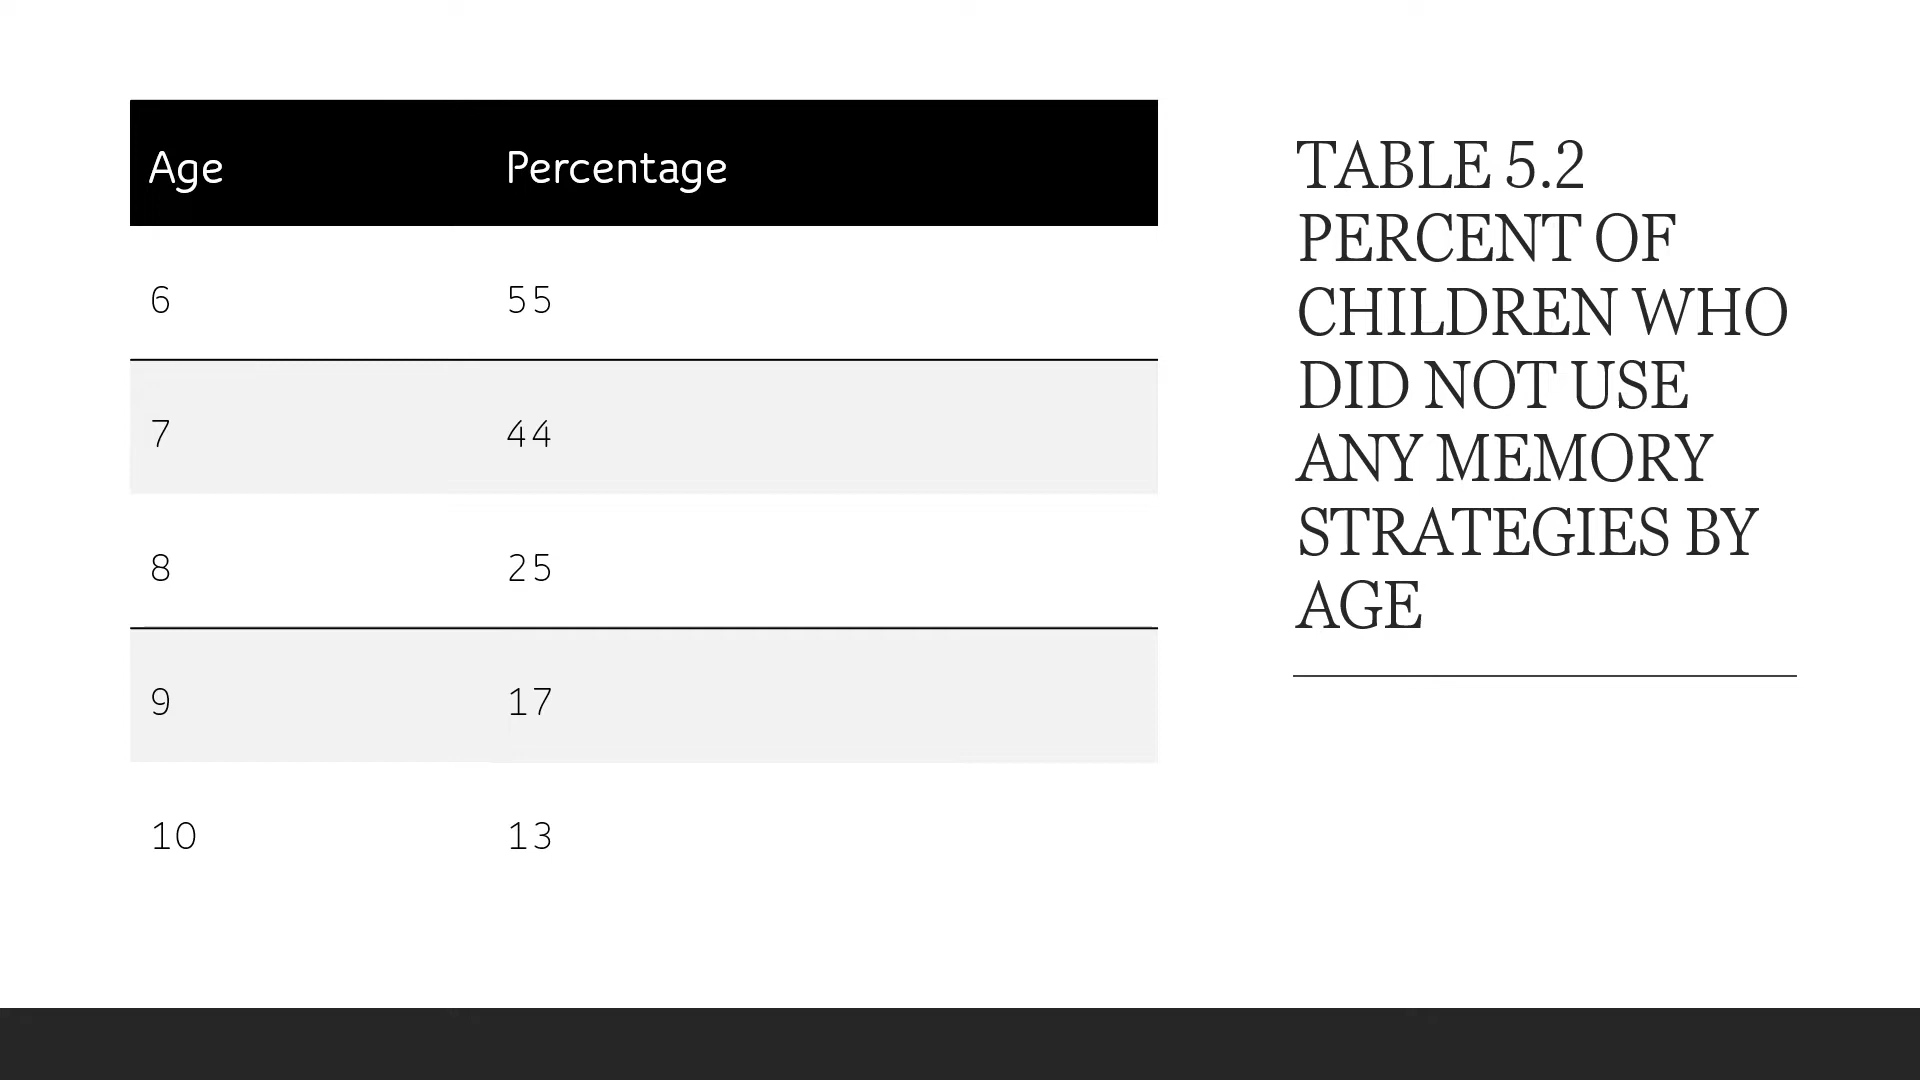 Age Percentage
6 55
7 44
8 25
9 17
10 13
TABLE 5.2
PERCENT OF
CHILDREN WHO
DID NOT USE
ANY MEMORY
STRATEGIES BY
AGE